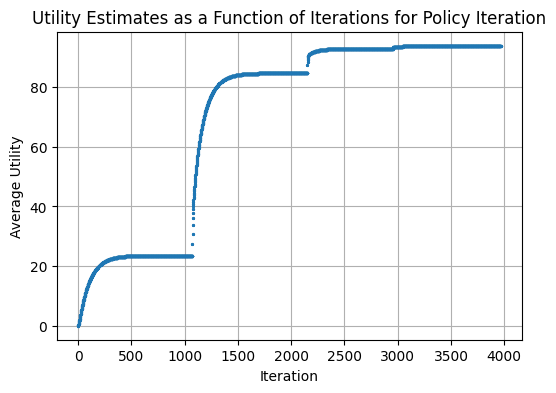 Utility Estimates as a Function of Iterations for Policy Iteration
Average Utility
80
60
40
20
0
0 500 1000 1500 2000 2500 3000 3500 4000
Iteration